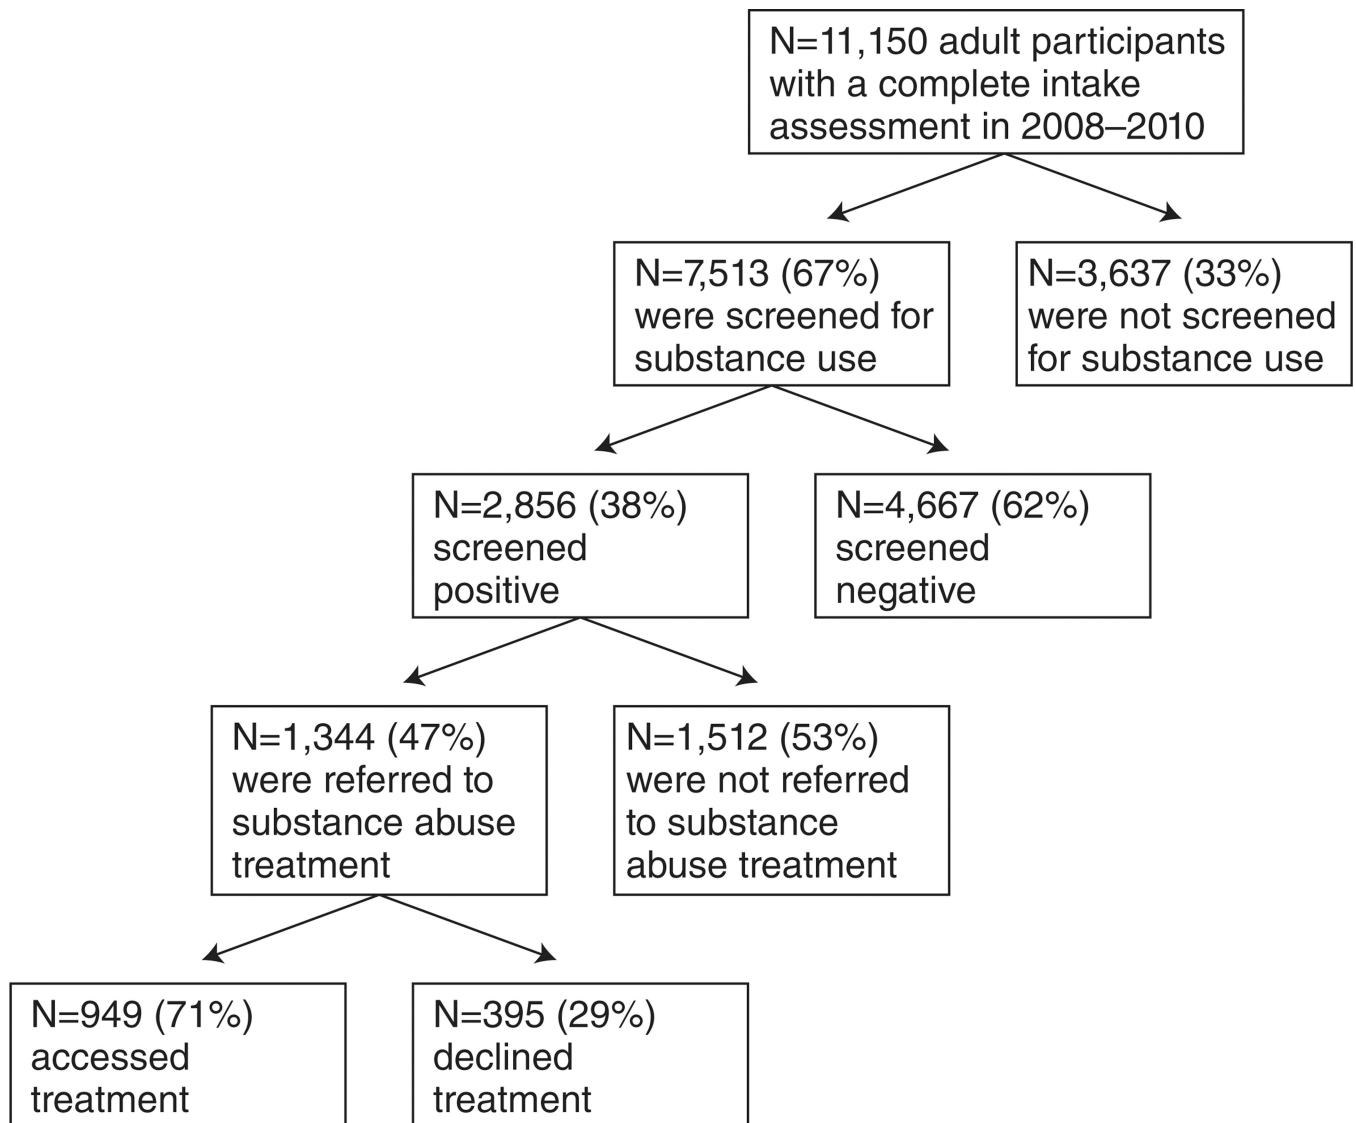 N=11,150 adult participants
with a complete intake
assessment in 2008–2010
N=7,513 (67%)
were screened for
substance use
N=3,637 (33%)
were not screened
for substance use
N=2,856 (38%)
screened
positive
N=4,667 (62%)
screened
negative
N=1,344 (47%)
were referred to
substance abuse
treatment
N=1,512 (53%)
were not referred
to substance
abuse treatment
N=949 (71%)
accessed
treatment
N=395 (29%)
declined
treatment